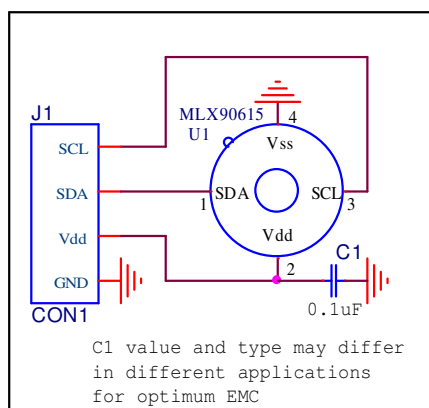 J1
MLX90615
U1
4
Vss
SCL
SDA
1
SDA
SCL
3
Vdd
Vdd
2
C1
GND
0.1uF
CON1
C1 value and type may differ
in different applications
for optimum EMC